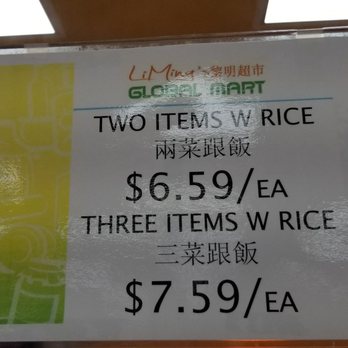 LiMing's 黎明超市
GLOBAL MART
TWO ITEMS W RICE
兩菜跟飯
$6.59/EA
THREE ITEMS W RICE
三菜跟飯
$7.59/EA